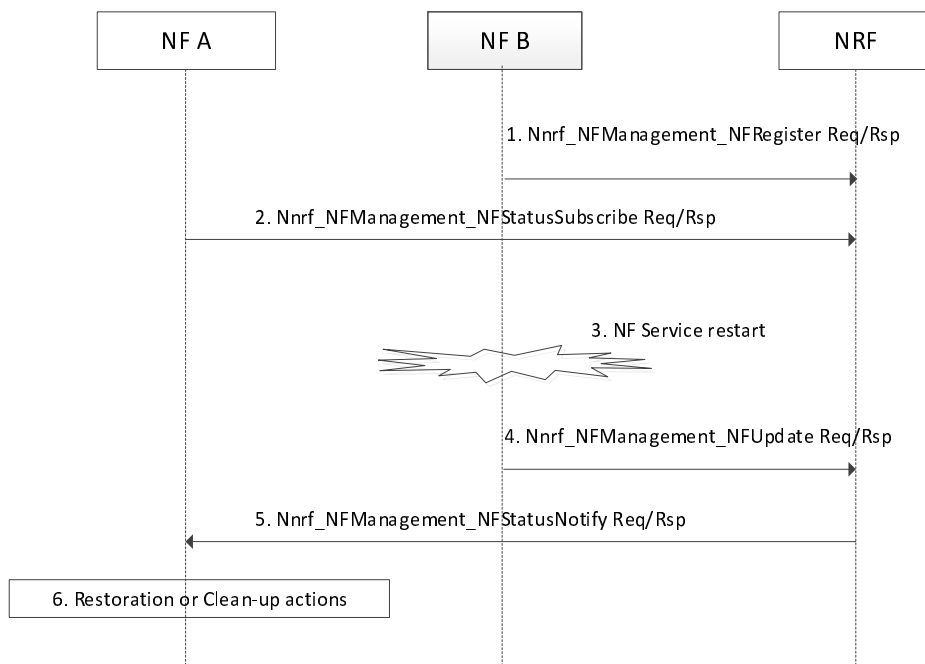 NF A
NF B
NRF
1. Nnrf_NFManagement_NFRegister Req/Rsp
2. Nnrf_NFManagement_NFStatusSubscribe Req/Rsp
3. NF Service restart
4. Nnrf_NFManagement_NFUpdate Req/Rsp
5. Nnrf_NFManagement_NFStatusNotify Req/Rsp
6. Restoration or Clean-up actions